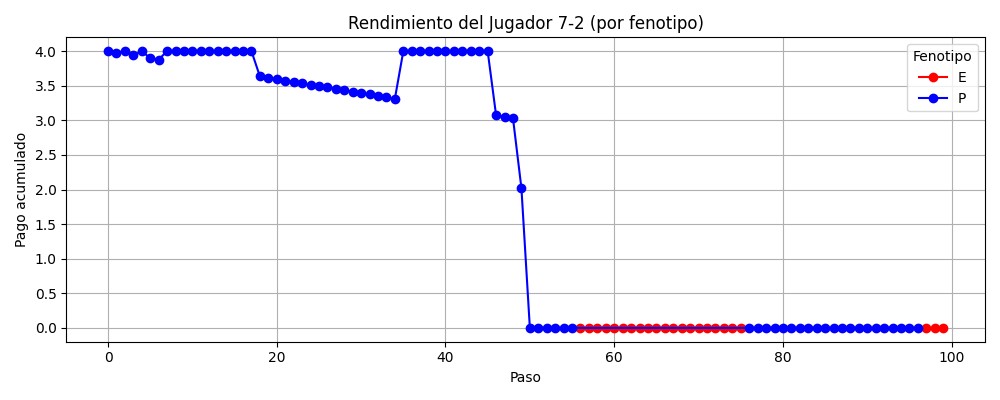 Rendimiento del Jugador 7-2 (por fenotipo)
Pago acumulado
4.0
3.5
3.0
2.5
2.0
1.5
1.0
0.5
0.0
Fenotipo
E
P
0 20 40 60 80 100
Paso